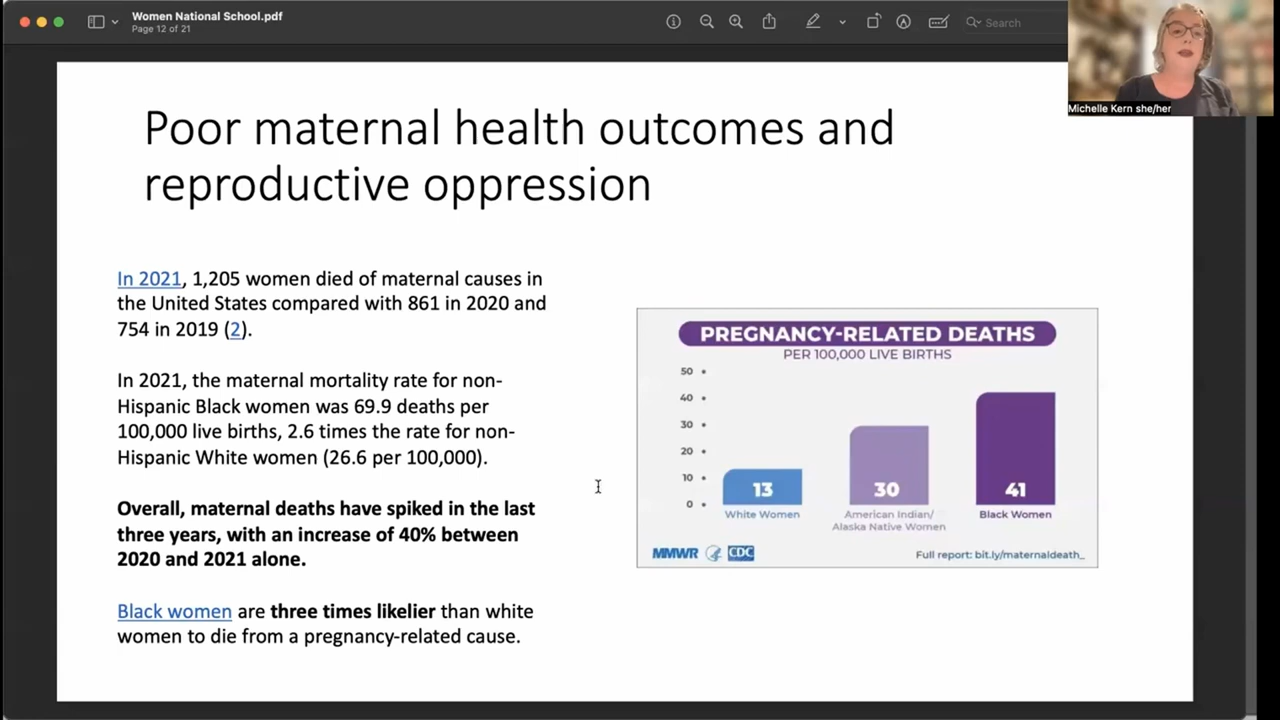 Women National School.pdf
Page 12 of 21
Search
Michelle Kern she/her
Poor maternal health outcomes and
reproductive oppression
In 2021, 1,205 women died of maternal causes in
the United States compared with 861 in 2020 and
754 in 2019 (2).
In 2021, the maternal mortality rate for non-
Hispanic Black women was 69.9 deaths per
100,000 live births, 2.6 times the rate for non-
Hispanic White women (26.6 per 100,000).
Overall, maternal deaths have spiked in the last
three years, with an increase of 40% between
2020 and 2021 alone.
Black women are three times likelier than white
women to die from a pregnancy-related cause.
PREGNANCY-RELATED DEATHS
PER 100,000 LIVE BIRTHS
50
40
30
20
10
0
13
30
41
White Women
American Indian/
Alaska Native Women
Black Women
MMWR CDC
Full report: bit.ly/maternaldeath_